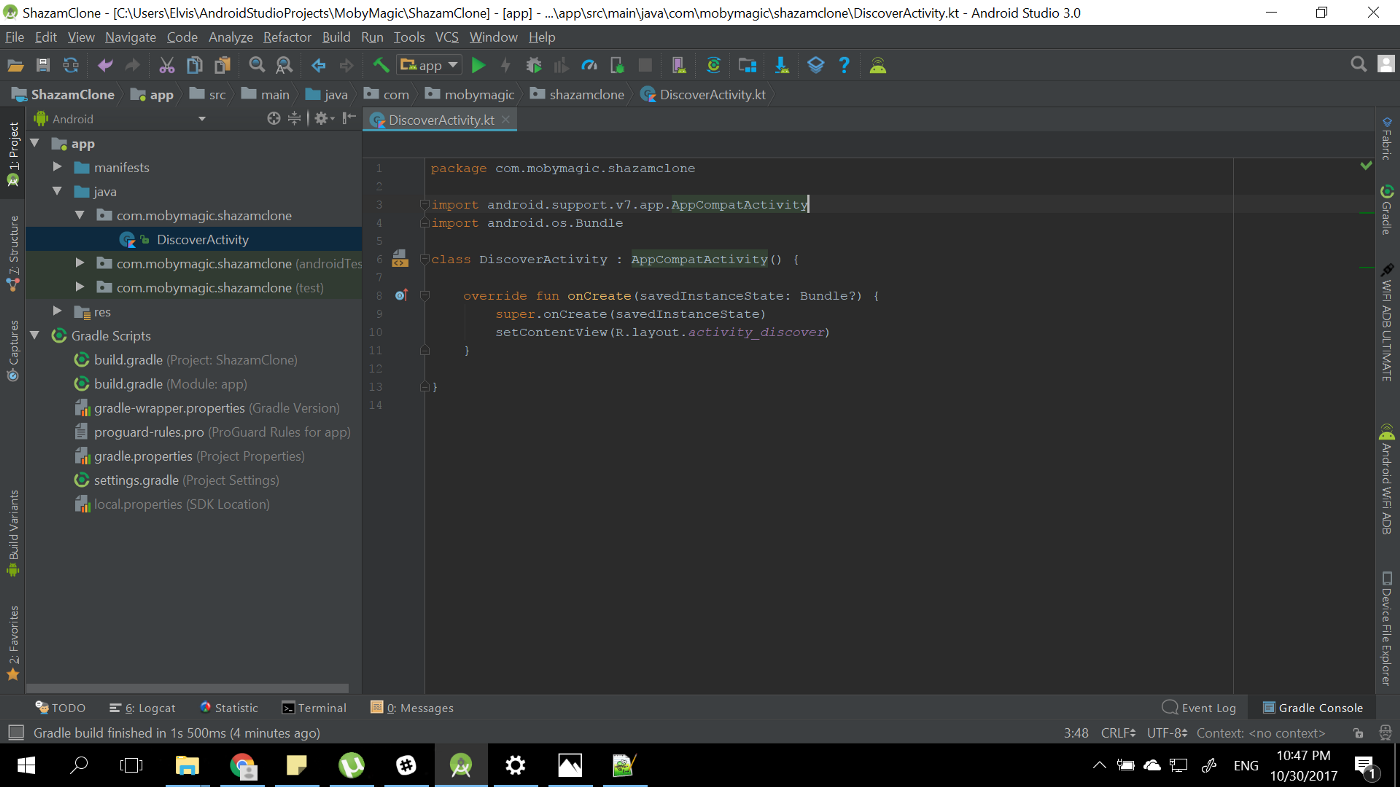 ShazamClone - [C:\Users\Elvis\AndroidStudioProjects\MobyMagic\ShazamClone] - [app] - ...\app\src\main\java\com\mobymagic\shazamclone\DiscoverActivity.kt - Android Studio 3.0
File Edit View Navigate Code Analyze Refactor Build Run Tools VCS Window Help
app
ShazamClone app src main java com mobymagic shazamclone DiscoverActivity.kt
Android
DiscoverActivity.kt
1: Project
Z: Structure
Captures
Build Variants
2: Favorites
app
manifests
java
com.mobymagic.shazamclone
DiscoverActivity
com.mobymagic.shazamclone (androidTes
com.mobymagic.shazamclone (test)
res
Gradle Scripts
build.gradle (Project: ShazamClone)
build.gradle (Module: app)
gradle-wrapper.properties (Gradle Version)
proguard-rules.pro (ProGuard Rules for app)
gradle.properties (Project Properties)
settings.gradle (Project Settings)
local.properties (SDK Location)
1 package com.mobymagic.shazamclone
2
3 import android.support.v7.app.AppCompatActivity
4 import android.os.Bundle
5
6 class DiscoverActivity : AppCompatActivity() {
7
8 override fun onCreate(savedInstanceState: Bundle?) {
9 super.onCreate(savedInstanceState)
10 setContentView(R.layout.activity_discover)
11 }
12
13 }
14
Fabric
Gradle
WIFI ADB ULTIMATE
Android WiFi ADB
Device File Explorer
TODO 6: Logcat Statistic Terminal 0: Messages Event Log Gradle Console
Gradle build finished in 1s 500ms (4 minutes ago) 3:48 CRLF UTF-8 Context: <no context>
ENG
10:47 PM
10/30/2017
1